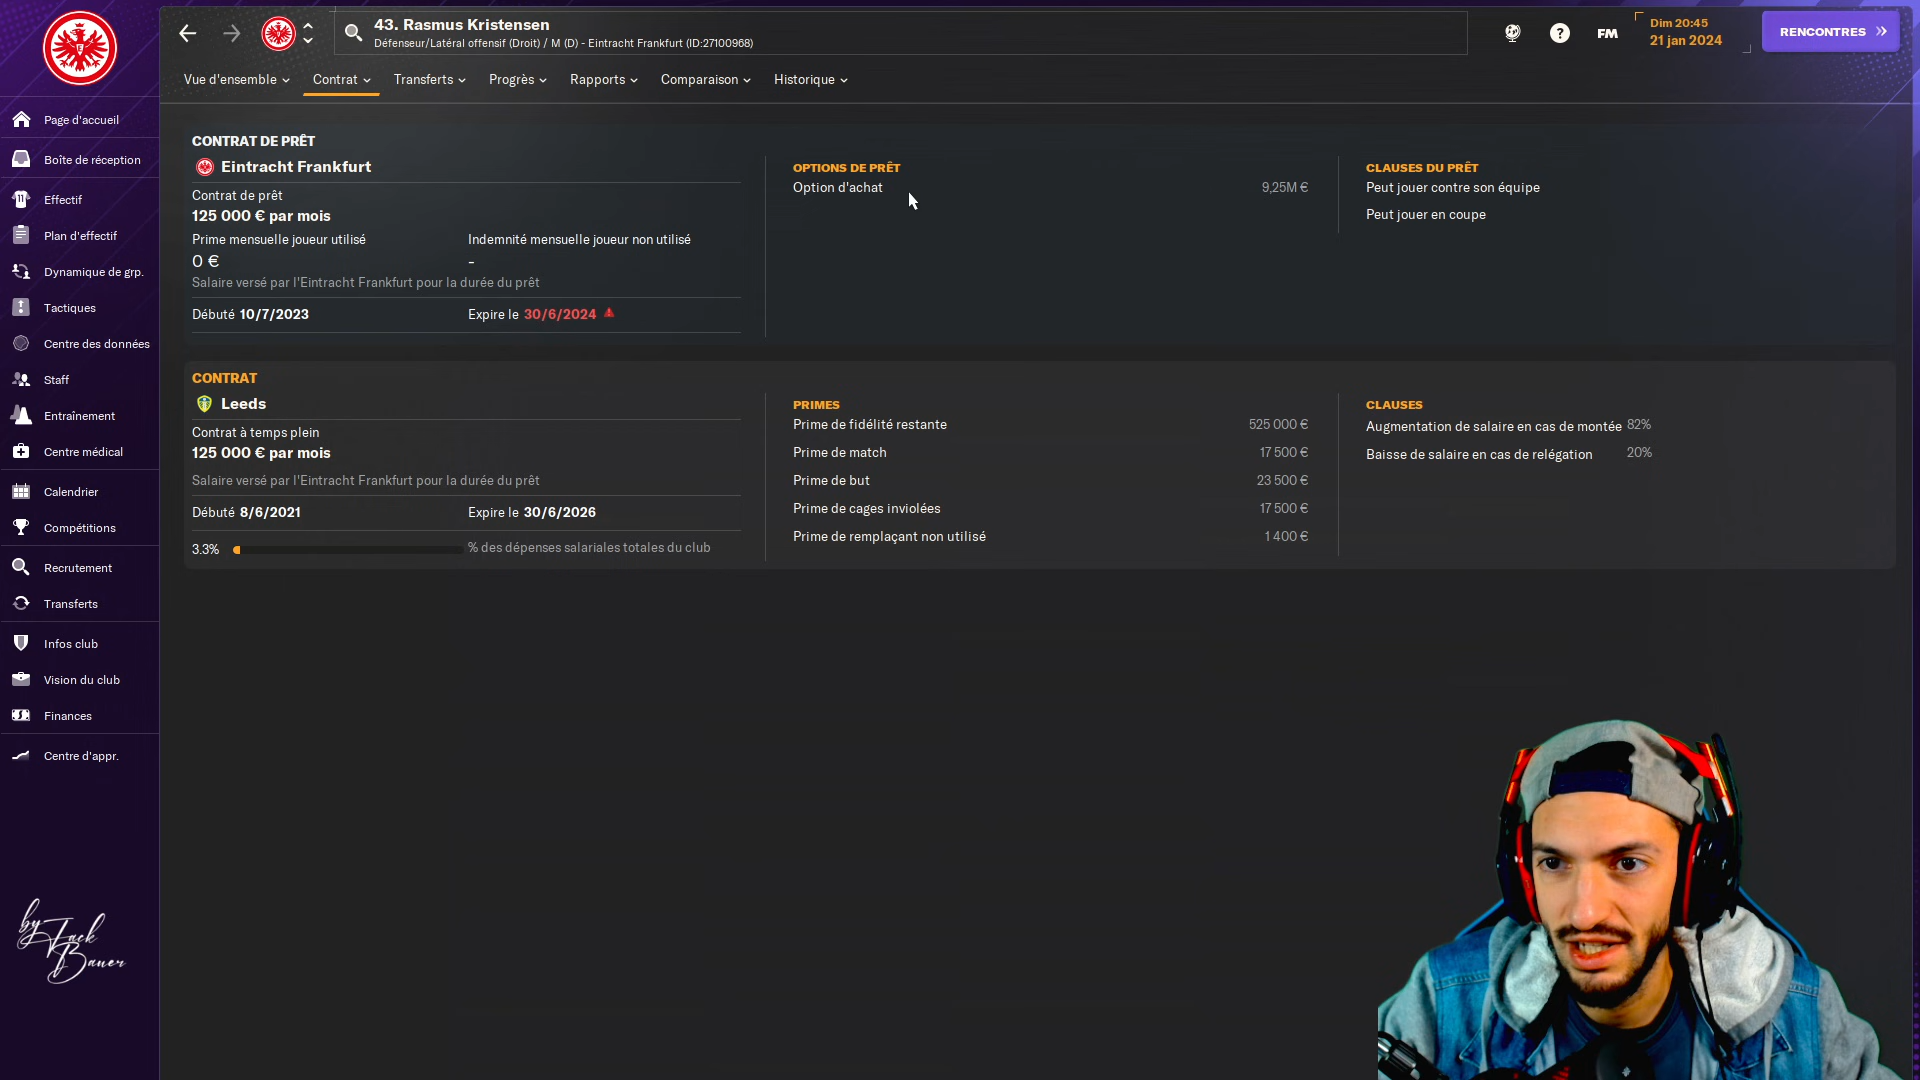 43. Rasmus Kristensen
Défenseur/Latéral offensif (Droit) / M (D) - Eintracht Frankfurt (ID:27100968)
FM
Dim 20:45
21 jan 2024
RENCONTRES
Vue d'ensemble
Contrat
Transferts
Progrès
Rapports
Comparaison
Historique
Page d'accueil
Boîte de réception
Effectif
Plan d'effectif
Dynamique de grp.
Tactiques
Centre des données
Staff
Entraînement
Centre médical
Calendrier
Compétitions
Recrutement
Transferts
Infos club
Vision du club
Finances
Centre d'appr.
by Jack
Bauer
CONTRAT DE PRÊT
Eintracht Frankfurt
Contrat de prêt
125 000 € par mois
Prime mensuelle joueur utilisé
Indemnité mensuelle joueur non utilisé
0 €
-
Salaire versé par l'Eintracht Frankfurt pour la durée du prêt
Débuté 10/7/2023
Expire le 30/6/2024
OPTIONS DE PRÊT
Option d'achat 9,25M €
CLAUSES DU PRÊT
Peut jouer contre son équipe
Peut jouer en coupe
CONTRAT
Leeds
Contrat à temps plein
125 000 € par mois
Salaire versé par l'Eintracht Frankfurt pour la durée du prêt
Débuté 8/6/2021
Expire le 30/6/2026
3.3%
% des dépenses salariales totales du club
PRIMES
Prime de fidélité restante 525 000 €
Prime de match 17 500 €
Prime de but 23 500 €
Prime de cages inviolées 17 500 €
Prime de remplaçant non utilisé 1 400 €
CLAUSES
Augmentation de salaire en cas de montée 82%
Baisse de salaire en cas de relégation 20%